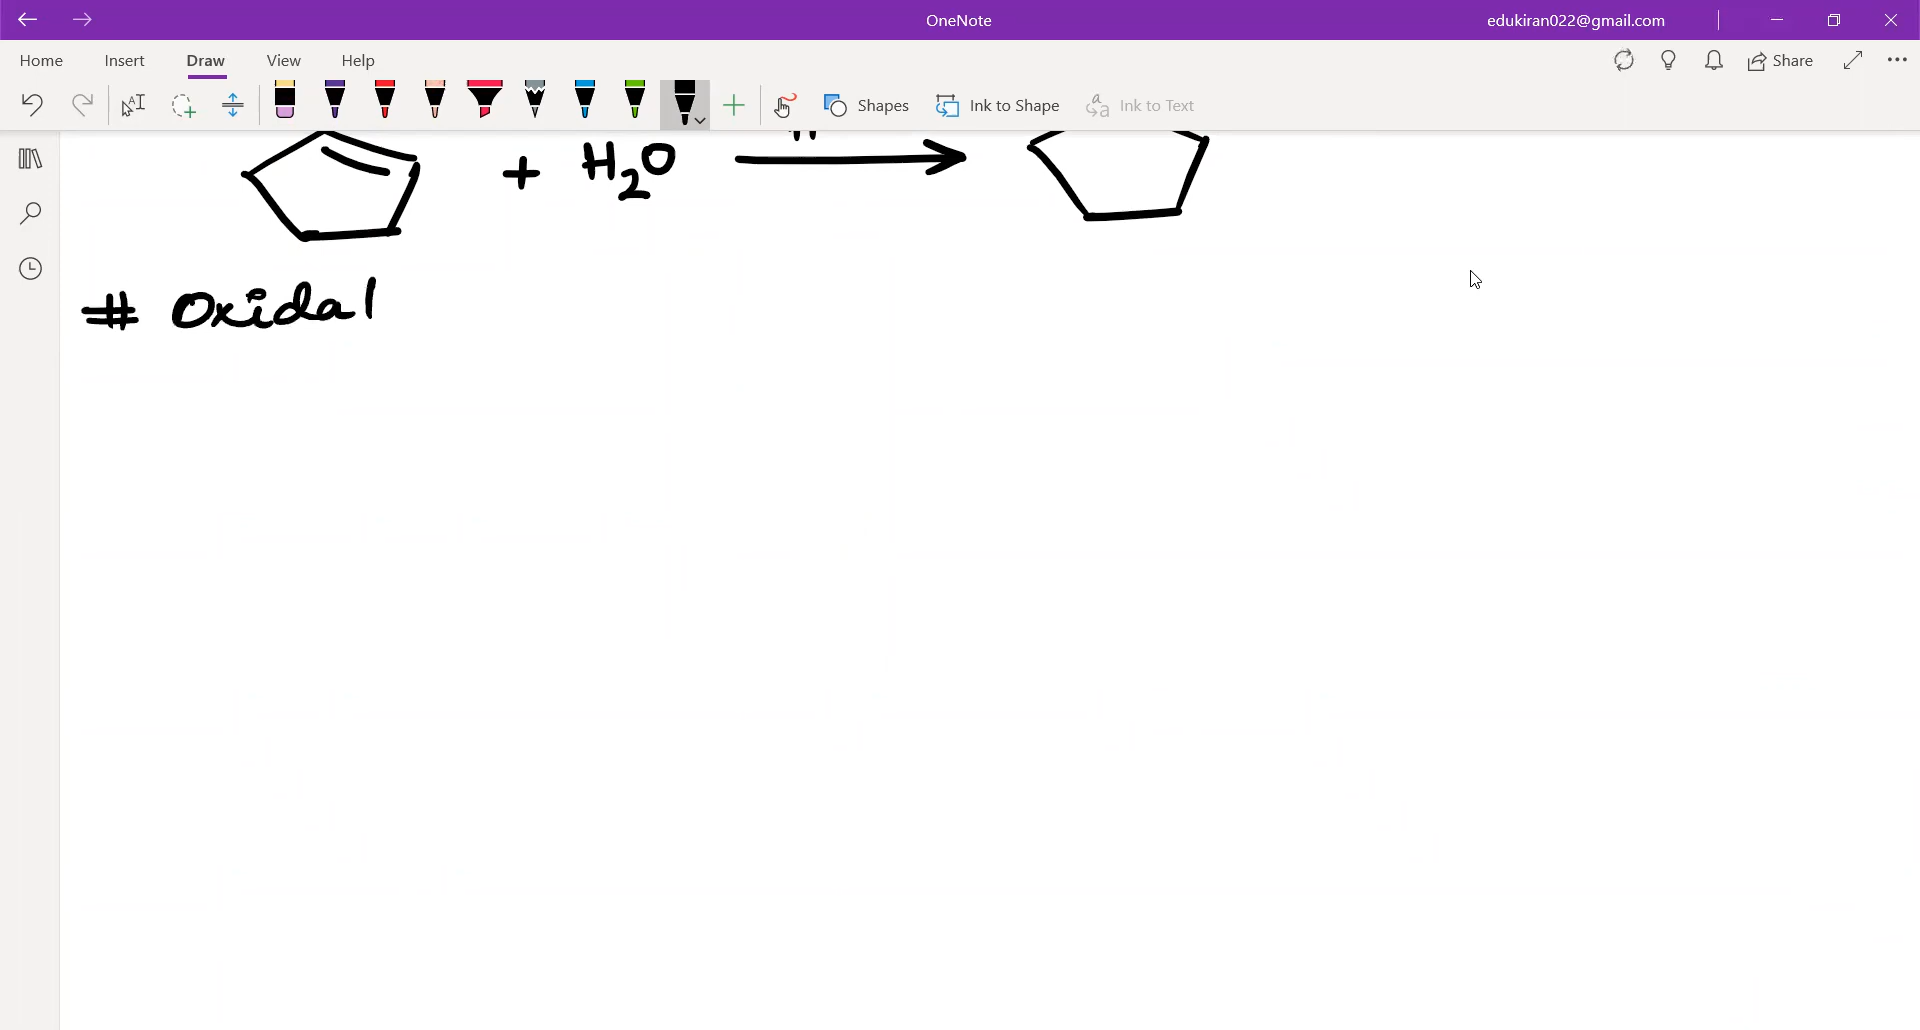 OneNote
edukiran022@gmail.com
Home Insert Draw View Help
Share
Shapes Ink to Shape Ink to Text
+ H2O
# Oxidal